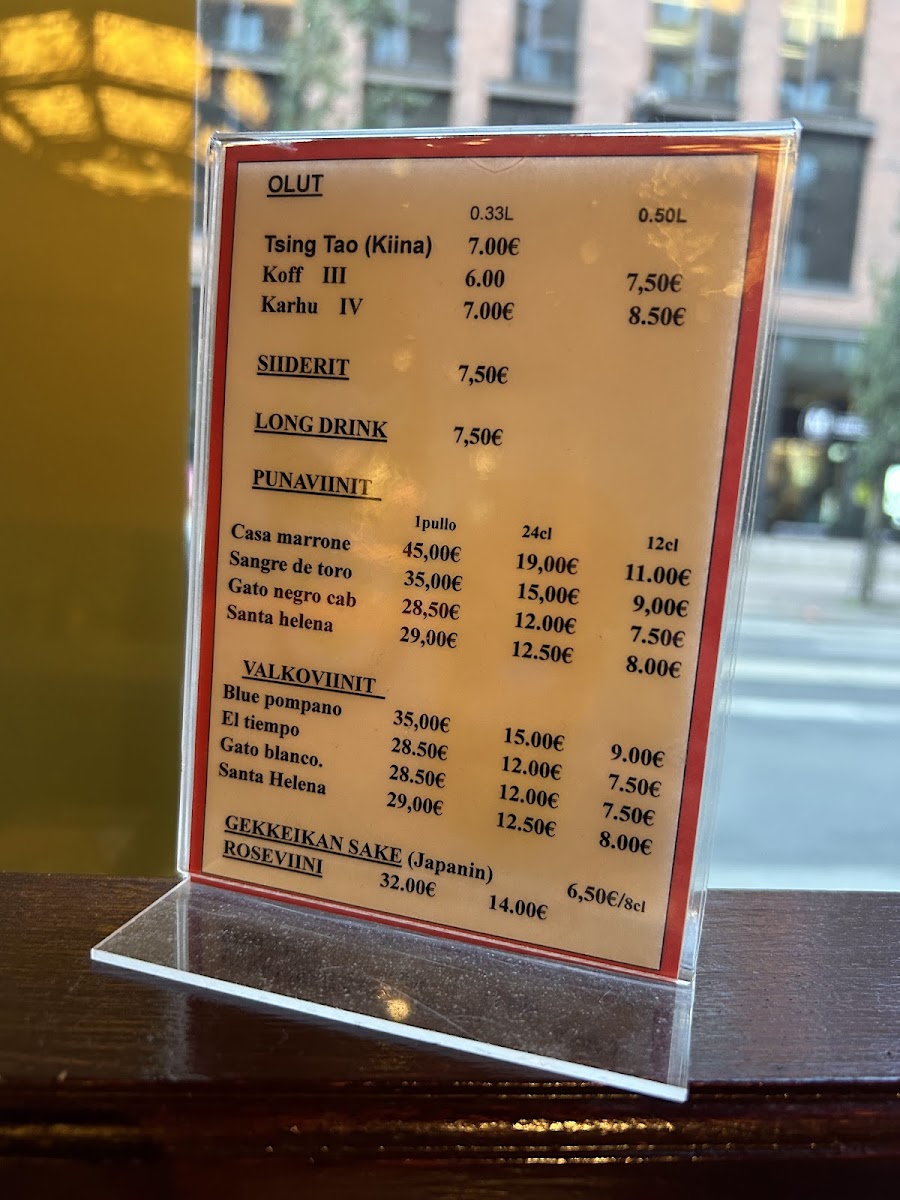 OLUT
0.33L 0.50L
Tsing Tao (Kiina) 7.00€
Koff III 6.00 7,50€
Karhu IV 7.00€ 8.50€
SIIDERIT 7,50€
LONG DRINK 7,50€
PUNAVIINIT
1pullo 24cl 12cl
Casa marrone 45,00€ 19,00€ 11.00€
Sangre de toro 35,00€ 15,00€ 9,00€
Gato negro cab 28,50€ 12.00€ 7.50€
Santa helena 29,00€ 12.50€ 8.00€
VALKOVIINIT
Blue pompano 35,00€ 15.00€ 9.00€
El tiempo 28.50€ 12.00€ 7.50€
Gato blanco. 28.50€ 12.00€ 7.50€
Santa Helena 29,00€ 12.50€ 8.00€
GEKKEIKAN SAKE (Japanin) 6,50€/8cl
ROSEVIINI 32.00€ 14.00€